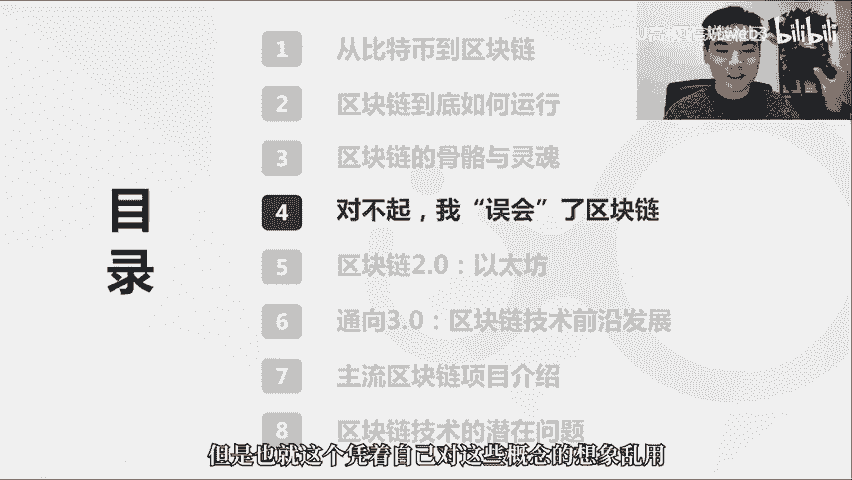 目录
1 从比特币到区块链
2 区块链到底如何运行
3 区块链的骨骼与灵魂
4 对不起,我“误会”了区块链
5 区块链2.0:以太坊
6 通向3.0:区块链技术前沿发展
7 主流区块链项目介绍
8 区块链技术的潜在问题
但是也就这个凭着自己对这些概念的想象乱用
bilibili